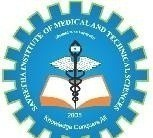 SAVEETHA INSTITUTE OF MEDICAL AND TECHNICAL SCIENCES
2005
Knowledge Conquers All